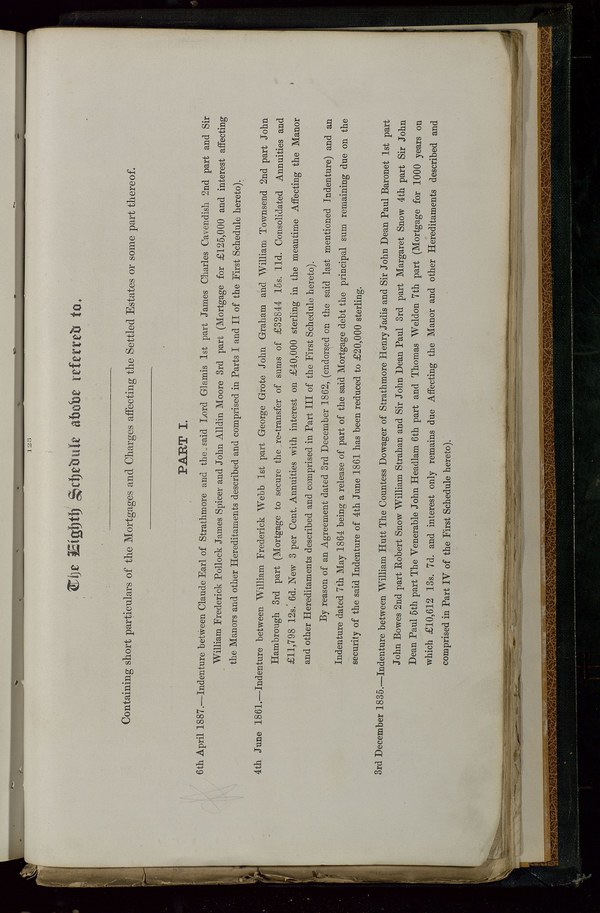 123
The Eighth Schedule above referred to.
Containing short particulars of the Mortgages and Charges affecting the Settled Estates or some part thereof.
PART I.
6th April 1887.—Indenture between Claude Earl of Strathmore and the said Lord Glamis 1st part James Charles Cavendish 2nd part and Sir
William Frederick Pollock James Spicer and John Alldin Moore 3rd part (Mortgage for £125,000 and interest affecting
the Manors and other Hereditaments described and comprised in Parts I and II of the First Schedule hereto).
4th June 1861.—Indenture between William Frederick Webb 1st part George Grote John Graham and William Townsend 2nd part John
Hambrough 3rd part (Mortgage to secure the re-transfer of sums of £32844 15s. 11d. Consolidated Annuities and
£11,798 12s. 6d. New 3 per Cent. Annuities with interest on £40,000 sterling in the meantime Affecting the Manor
and other Hereditaments described and comprised in Part III of the First Schedule hereto).
By reason of an Agreement dated 3rd December 1862, (endorsed on the said last mentioned Indenture) and an
Indenture dated 7th May 1864 being a release of part of the said Mortgage debt the principal sum remaining due on the
security of the said Indenture of 4th June 1861 has been reduced to £20,000 sterling.
3rd December 1835.—Indenture between William Hutt The Countess Dowager of Strathmore Henry Jadis and Sir John Dean Paul Baronet 1st part
John Bowes 2nd part Robert Snow William Strahan and Sir John Dean Paul 3rd part Margaret Snow 4th part Sir John
Dean Paul 5th part The Venerable John Headlam 6th part and Thomas Weldon 7th part (Mortgage for 1000 years on
which £10,612 13s. 7d. and interest only remains due Affecting the Manor and other Hereditaments described and
comprised in Part IV of the First Schedule hereto).